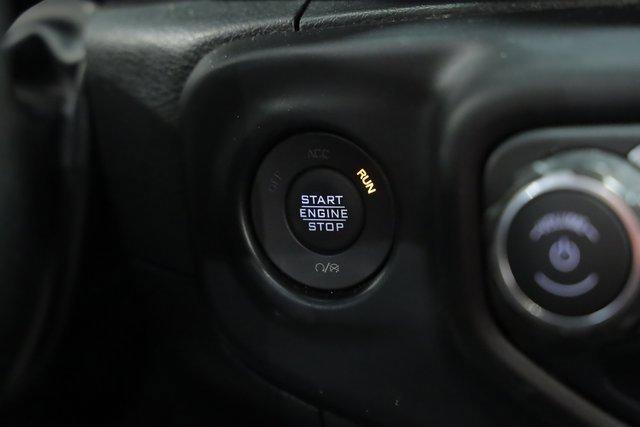 ACC
OFF
RUN
START
ENGINE
STOP